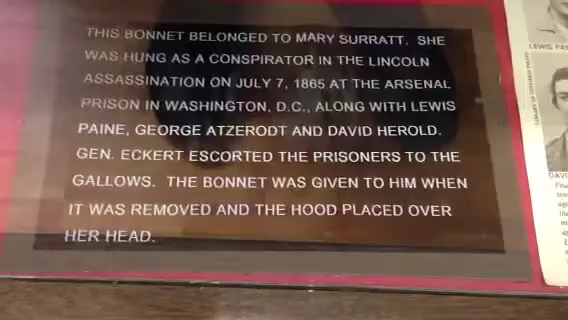 THIS BONNET BELONGED TO MARY SURRATT. SHE
WAS HUNG AS A CONSPIRATOR IN THE LINCOLN
ASSASSINATION ON JULY 7, 1865 AT THE ARSENAL
PRISON IN WASHINGTON, D.C., ALONG WITH LEWIS
PAINE, GEORGE ATZERODT AND DAVID HEROLD.
GEN. ECKERT ESCORTED THE PRISONERS TO THE
GALLOWS. THE BONNET WAS GIVEN TO HIM WHEN
IT WAS REMOVED AND THE HOOD PLACED OVER
HER HEAD.
LEWIS PA